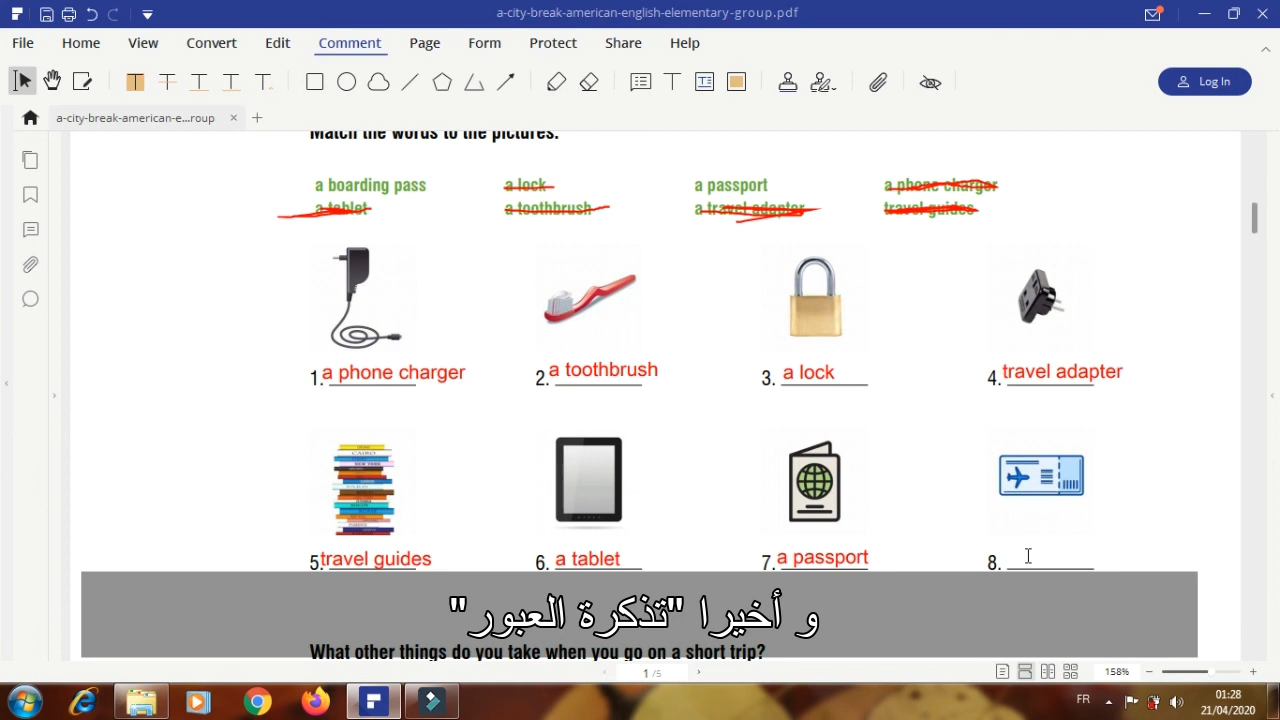 a-city-break-american-english-elementary-group.pdf
File Home View Convert Edit Comment Page Form Protect Share Help
Log In
a-city-break-american-e...roup
Match the words to the pictures.
a boarding pass a lock a passport a phone charger
a tablet a toothbrush a travel adapter travel guides
1. a phone charger 2. a toothbrush 3. a lock 4. travel adapter
CAIRO
NEW YORK
5. travel guides 6. a tablet 7. a passport 8.
و أخيرا "تذكرة العبور"
What other things do you take when you go on a short trip?
1 /5
158%
FR
01:28
21/04/2020